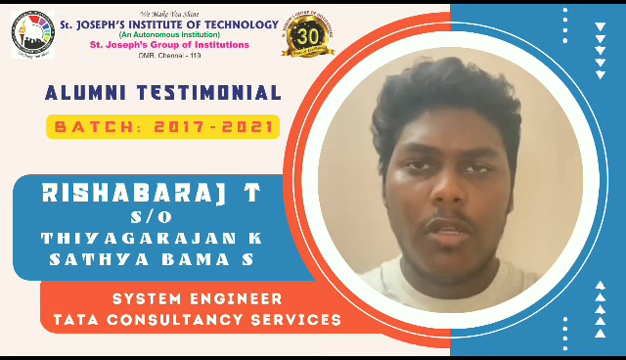 We Make You Shine
St. JOSEPH'S INSTITUTE OF TECHNOLOGY
(An Autonomous Institution)
St. Joseph's Group of Institutions
OMR, Chennai - 119
30
ALUMNI TESTIMONIAL
BATCH: 2017-2021
RISHABARAJ T
S/O
THIYAGARAJAN K
SATHYA BAMA S
SYSTEM ENGINEER
TATA CONSULTANCY SERVICES